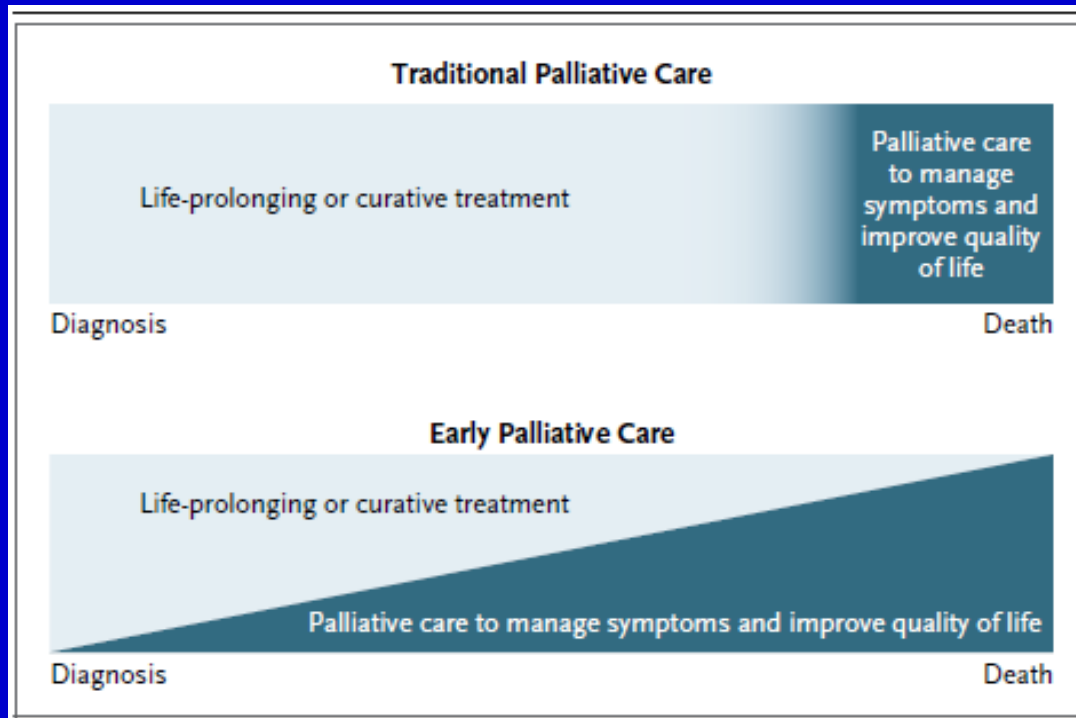 Traditional Palliative Care
Life-prolonging or curative treatment
Palliative care
to manage
symptoms and
improve quality
of life
Diagnosis
Death
Early Palliative Care
Life-prolonging or curative treatment
Palliative care to manage symptoms and improve quality of life
Diagnosis
Death